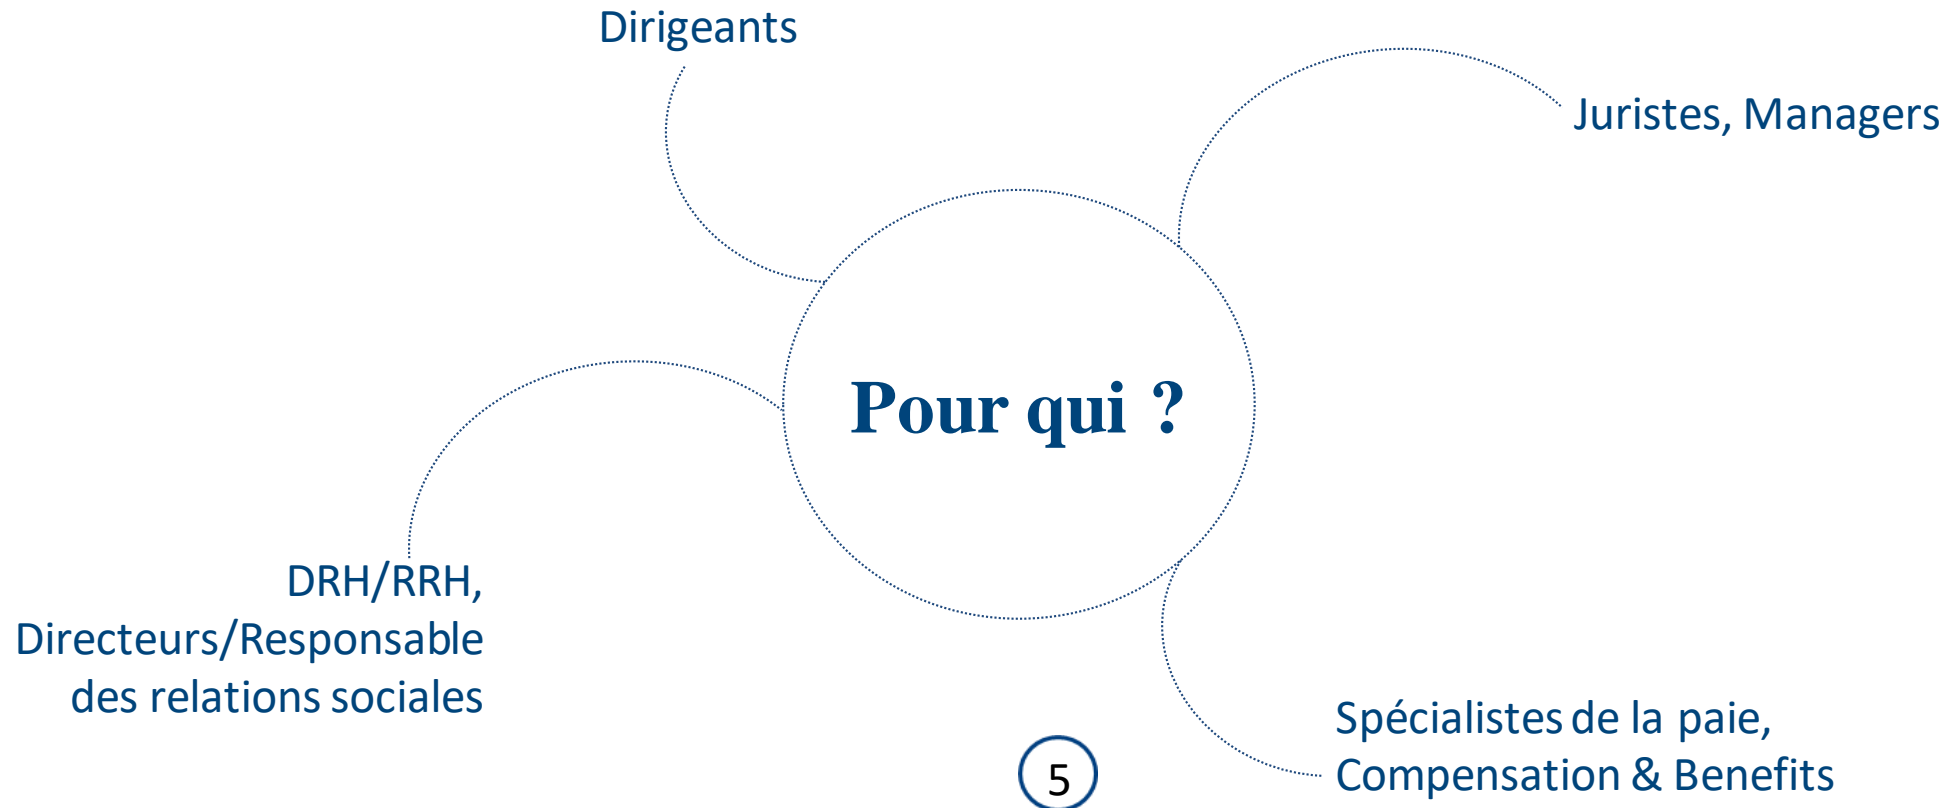 Dirigeants
Juristes, Managers
Pour qui ?
DRH/RRH,
Directeurs/Responsable
des relations sociales
Spécialistes de la paie,
Compensation & Benefits
5